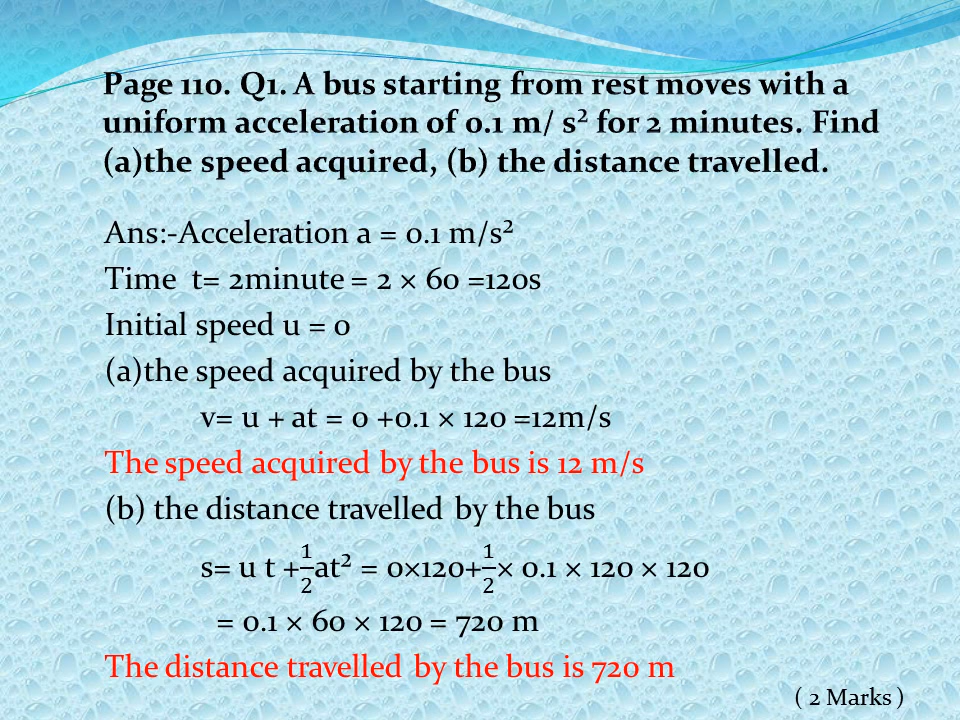 Page 110. Q1. A bus starting from rest moves with a
uniform acceleration of 0.1 m/ s² for 2 minutes. Find
(a)the speed acquired, (b) the distance travelled.
Ans:-Acceleration a = 0.1 m/s²
Time t= 2minute = 2 × 60 =120s
Initial speed u = 0
(a)the speed acquired by the bus
v= u + at = 0 +0.1 × 120 =12m/s
The speed acquired by the bus is 12 m/s
(b) the distance travelled by the bus
s= u t +½at² = 0×120+½× 0.1 × 120 × 120
= 0.1 × 60 × 120 = 720 m
The distance travelled by the bus is 720 m
( 2 Marks )